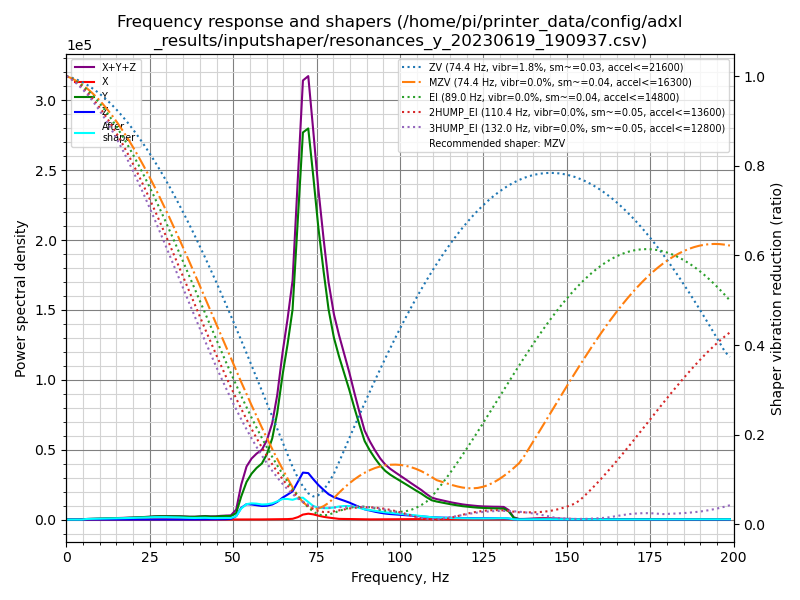 Frequency response and shapers (/home/pi/printer_data/config/adxl
_results/inputshaper/resonances_y_20230619_190937.csv)
1e5
X+Y+Z
X
Y
Z
After
shaper
ZV (74.4 Hz, vibr=1.8%, sm~=0.03, accel<=21600)
MZV (74.4 Hz, vibr=0.0%, sm~=0.04, accel<=16300)
EI (89.0 Hz, vibr=0.0%, sm~=0.04, accel<=14800)
2HUMP_EI (110.4 Hz, vibr=0.0%, sm~=0.05, accel<=13600)
3HUMP_EI (132.0 Hz, vibr=0.0%, sm~=0.05, accel<=12800)
Recommended shaper: MZV
Power spectral density
3.0
2.5
2.0
1.5
1.0
0.5
0.0
1.0
0.8
0.6
0.4
0.2
0.0
Shaper vibration reduction (ratio)
0 25 50 75 100 125 150 175 200
Frequency, Hz